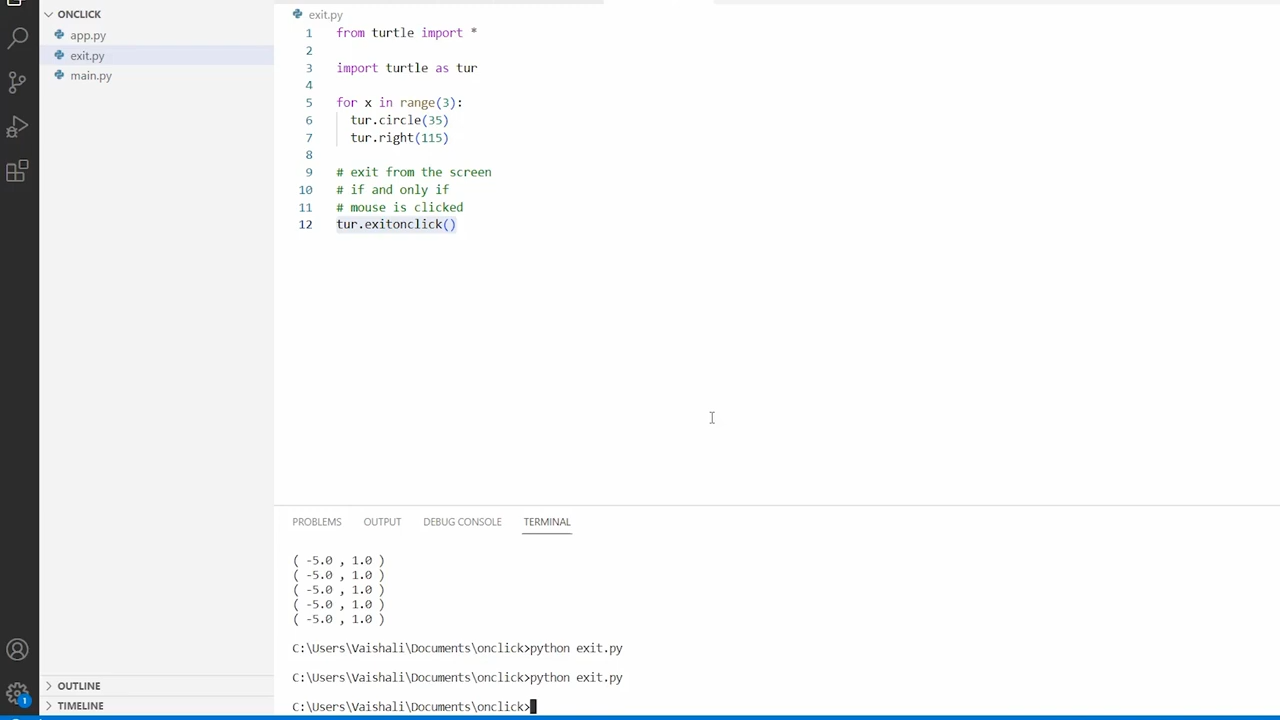 ONCLICK
app.py
exit.py
main.py
exit.py
1 from turtle import *
2
3 import turtle as tur
4
5 for x in range(3):
6 tur.circle(35)
7 tur.right(115)
8
9 # exit from the screen
10 # if and only if
11 # mouse is clicked
12 tur.exitonclick()
PROBLEMS OUTPUT DEBUG CONSOLE TERMINAL
( -5.0 , 1.0 )
( -5.0 , 1.0 )
( -5.0 , 1.0 )
( -5.0 , 1.0 )
( -5.0 , 1.0 )
C:\Users\Vaishali\Documents\onclick>python exit.py
C:\Users\Vaishali\Documents\onclick>python exit.py
C:\Users\Vaishali\Documents\onclick>
OUTLINE
TIMELINE
1